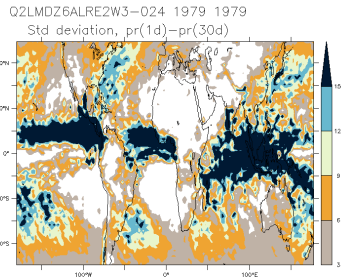 Q2LMDZ6ALRE2W3-024 1979 1979
Std deviation, pr(1d)-pr(30d)
15
12
0°
9
6
3
100°W 0° 100°E